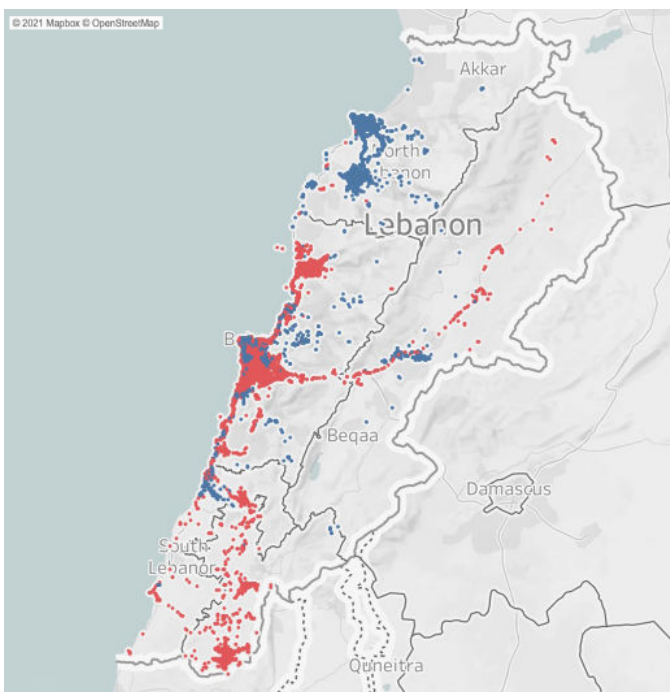 © 2021 Mapbox © OpenStreetMap
Akkar
North
Lebanon
Lebanon
B
Beqaa
Damascus
South
Lebanon
Quneitra